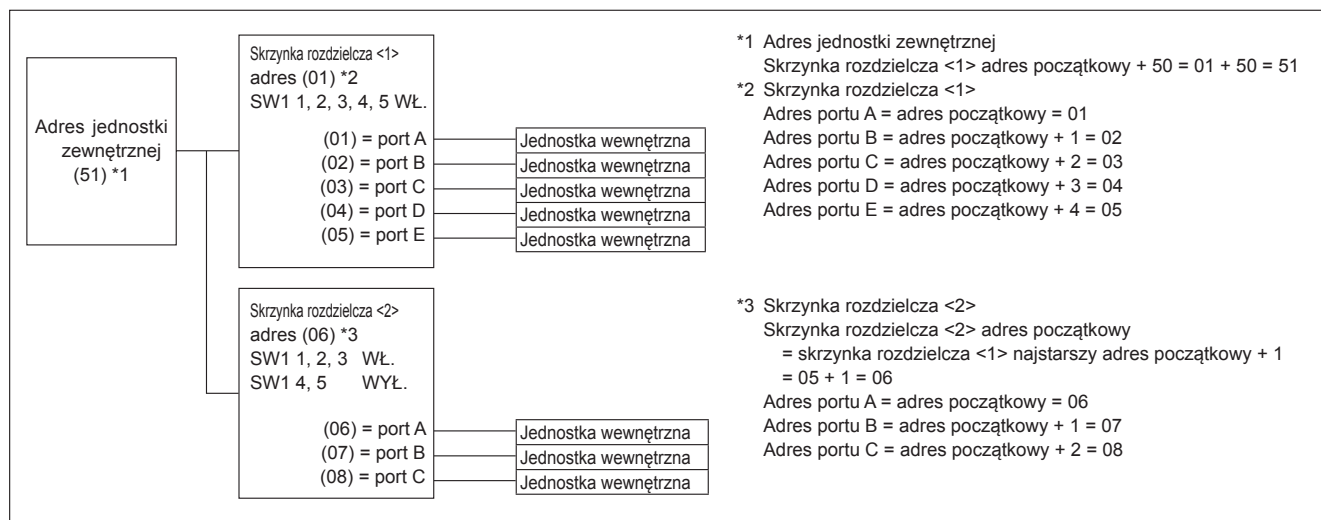 Adres jednostki
zewnętrznej
(51) *1
Skrzynka rozdzielcza <1>
adres (01) *2
SW1 1, 2, 3, 4, 5 WŁ.
(01) = port A
(02) = port B
(03) = port C
(04) = port D
(05) = port E
Jednostka wewnętrzna
Jednostka wewnętrzna
Jednostka wewnętrzna
Jednostka wewnętrzna
Jednostka wewnętrzna
Skrzynka rozdzielcza <2>
adres (06) *3
SW1 1, 2, 3 WŁ.
SW1 4, 5 WYŁ.
(06) = port A
(07) = port B
(08) = port C
Jednostka wewnętrzna
Jednostka wewnętrzna
Jednostka wewnętrzna
*1 Adres jednostki zewnętrznej
Skrzynka rozdzielcza <1> adres początkowy + 50 = 01 + 50 = 51
*2 Skrzynka rozdzielcza <1>
Adres portu A = adres początkowy = 01
Adres portu B = adres początkowy + 1 = 02
Adres portu C = adres początkowy + 2 = 03
Adres portu D = adres początkowy + 3 = 04
Adres portu E = adres początkowy + 4 = 05
*3 Skrzynka rozdzielcza <2>
Skrzynka rozdzielcza <2> adres początkowy
= skrzynka rozdzielcza <1> najstarszy adres początkowy + 1
= 05 + 1 = 06
Adres portu A = adres początkowy = 06
Adres portu B = adres początkowy + 1 = 07
Adres portu C = adres początkowy + 2 = 08